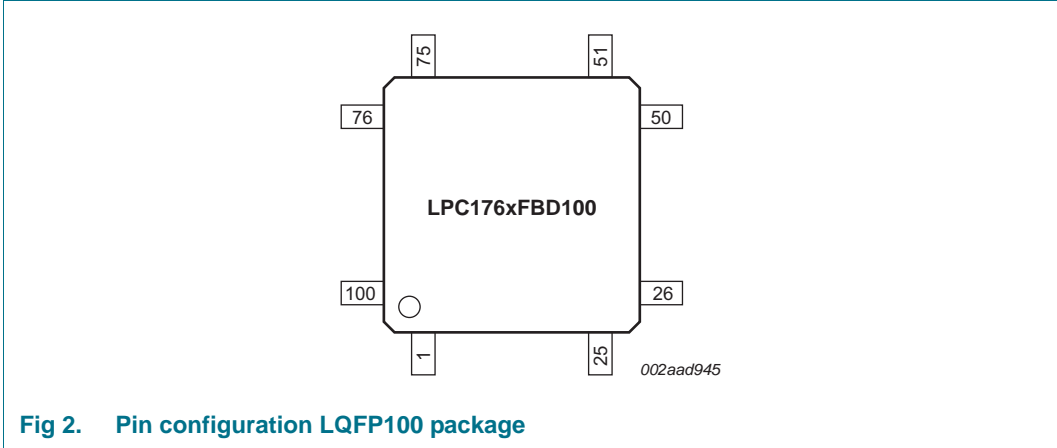 75 51
76 50
LPC176xFBD100
100 26
1 25
002aad945
Fig 2. Pin configuration LQFP100 package